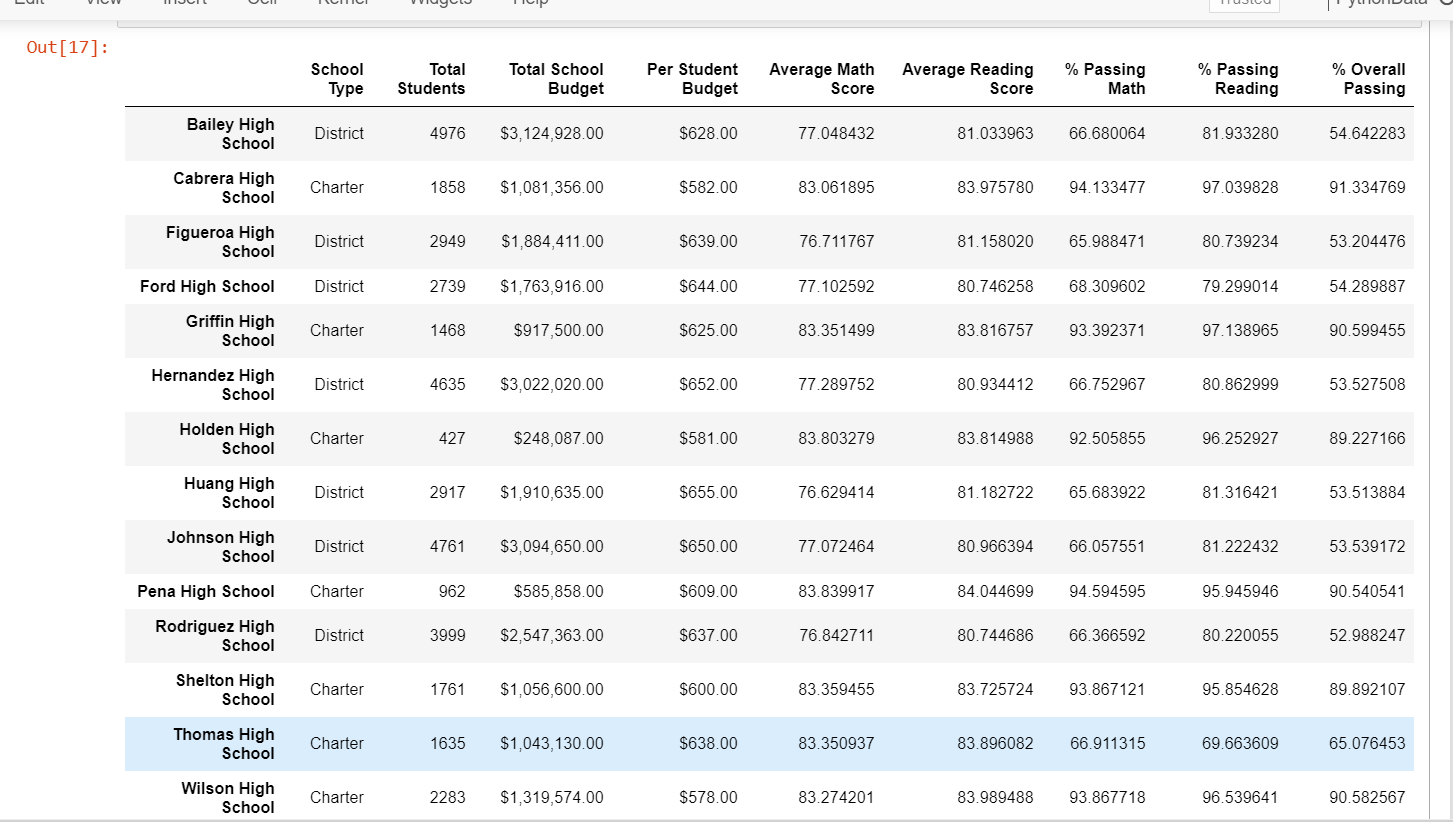 Edit View Insert Cell Kernel Widgets Help Trusted PythonData
Out[17]:
School Type Total Students Total School Budget Per Student Budget Average Math Score Average Reading Score % Passing Math % Passing Reading % Overall Passing
Bailey High School District 4976 $3,124,928.00 $628.00 77.048432 81.033963 66.680064 81.933280 54.642283
Cabrera High School Charter 1858 $1,081,356.00 $582.00 83.061895 83.975780 94.133477 97.039828 91.334769
Figueroa High School District 2949 $1,884,411.00 $639.00 76.711767 81.158020 65.988471 80.739234 53.204476
Ford High School District 2739 $1,763,916.00 $644.00 77.102592 80.746258 68.309602 79.299014 54.289887
Griffin High School Charter 1468 $917,500.00 $625.00 83.351499 83.816757 93.392371 97.138965 90.599455
Hernandez High School District 4635 $3,022,020.00 $652.00 77.289752 80.934412 66.752967 80.862999 53.527508
Holden High School Charter 427 $248,087.00 $581.00 83.803279 83.814988 92.505855 96.252927 89.227166
Huang High School District 2917 $1,910,635.00 $655.00 76.629414 81.182722 65.683922 81.316421 53.513884
Johnson High School District 4761 $3,094,650.00 $650.00 77.072464 80.966394 66.057551 81.222432 53.539172
Pena High School Charter 962 $585,858.00 $609.00 83.839917 84.044699 94.594595 95.945946 90.540541
Rodriguez High School District 3999 $2,547,363.00 $637.00 76.842711 80.744686 66.366592 80.220055 52.988247
Shelton High School Charter 1761 $1,056,600.00 $600.00 83.359455 83.725724 93.867121 95.854628 89.892107
Thomas High School Charter 1635 $1,043,130.00 $638.00 83.350937 83.896082 66.911315 69.663609 65.076453
Wilson High School Charter 2283 $1,319,574.00 $578.00 83.274201 83.989488 93.867718 96.539641 90.582567